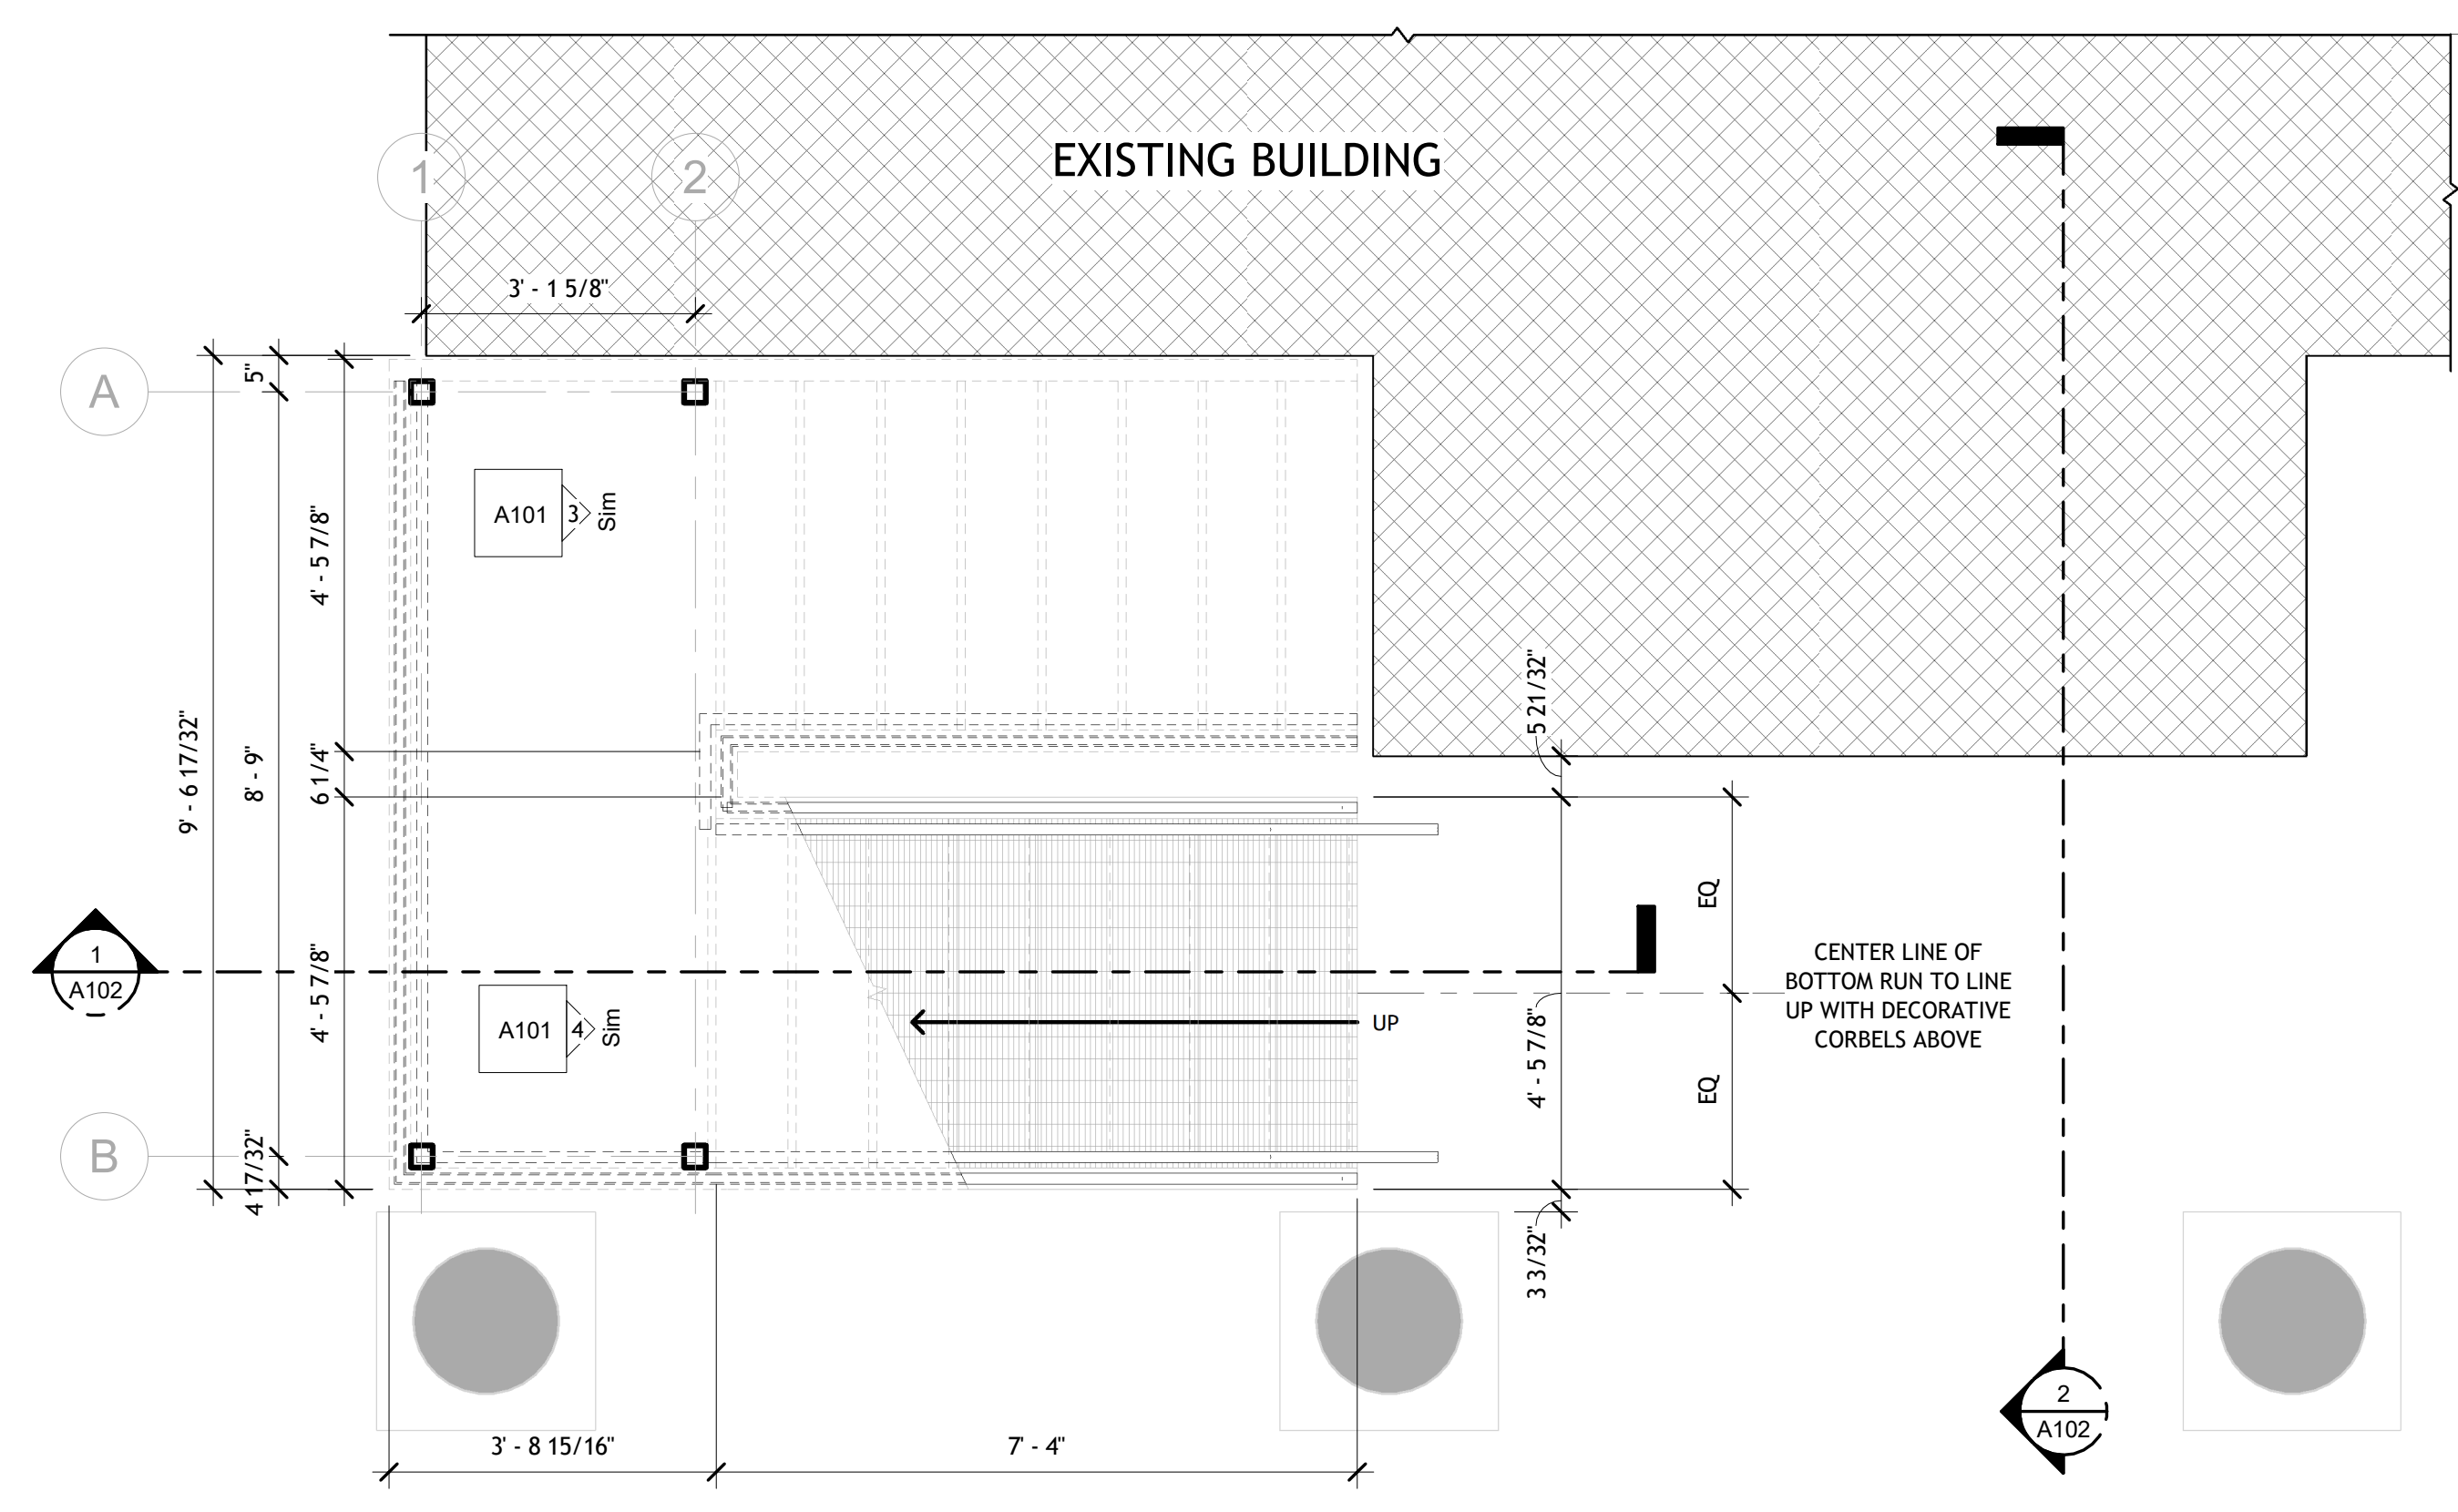 EXISTING BUILDING
1
2
3' - 1 5/8"
A
5"
4' - 5 7/8"
A101
3
Sim
5 21/32"
9' - 6 17/32"
8' - 9"
6 1/4"
EQ
1
A102
4' - 5 7/8"
CENTER LINE OF
BOTTOM RUN TO LINE
UP WITH DECORATIVE
CORBELS ABOVE
A101
4
Sim
UP
4' - 5 7/8"
EQ
B
4 17/32"
3 3/32"
2
A102
3' - 8 15/16"
7' - 4"